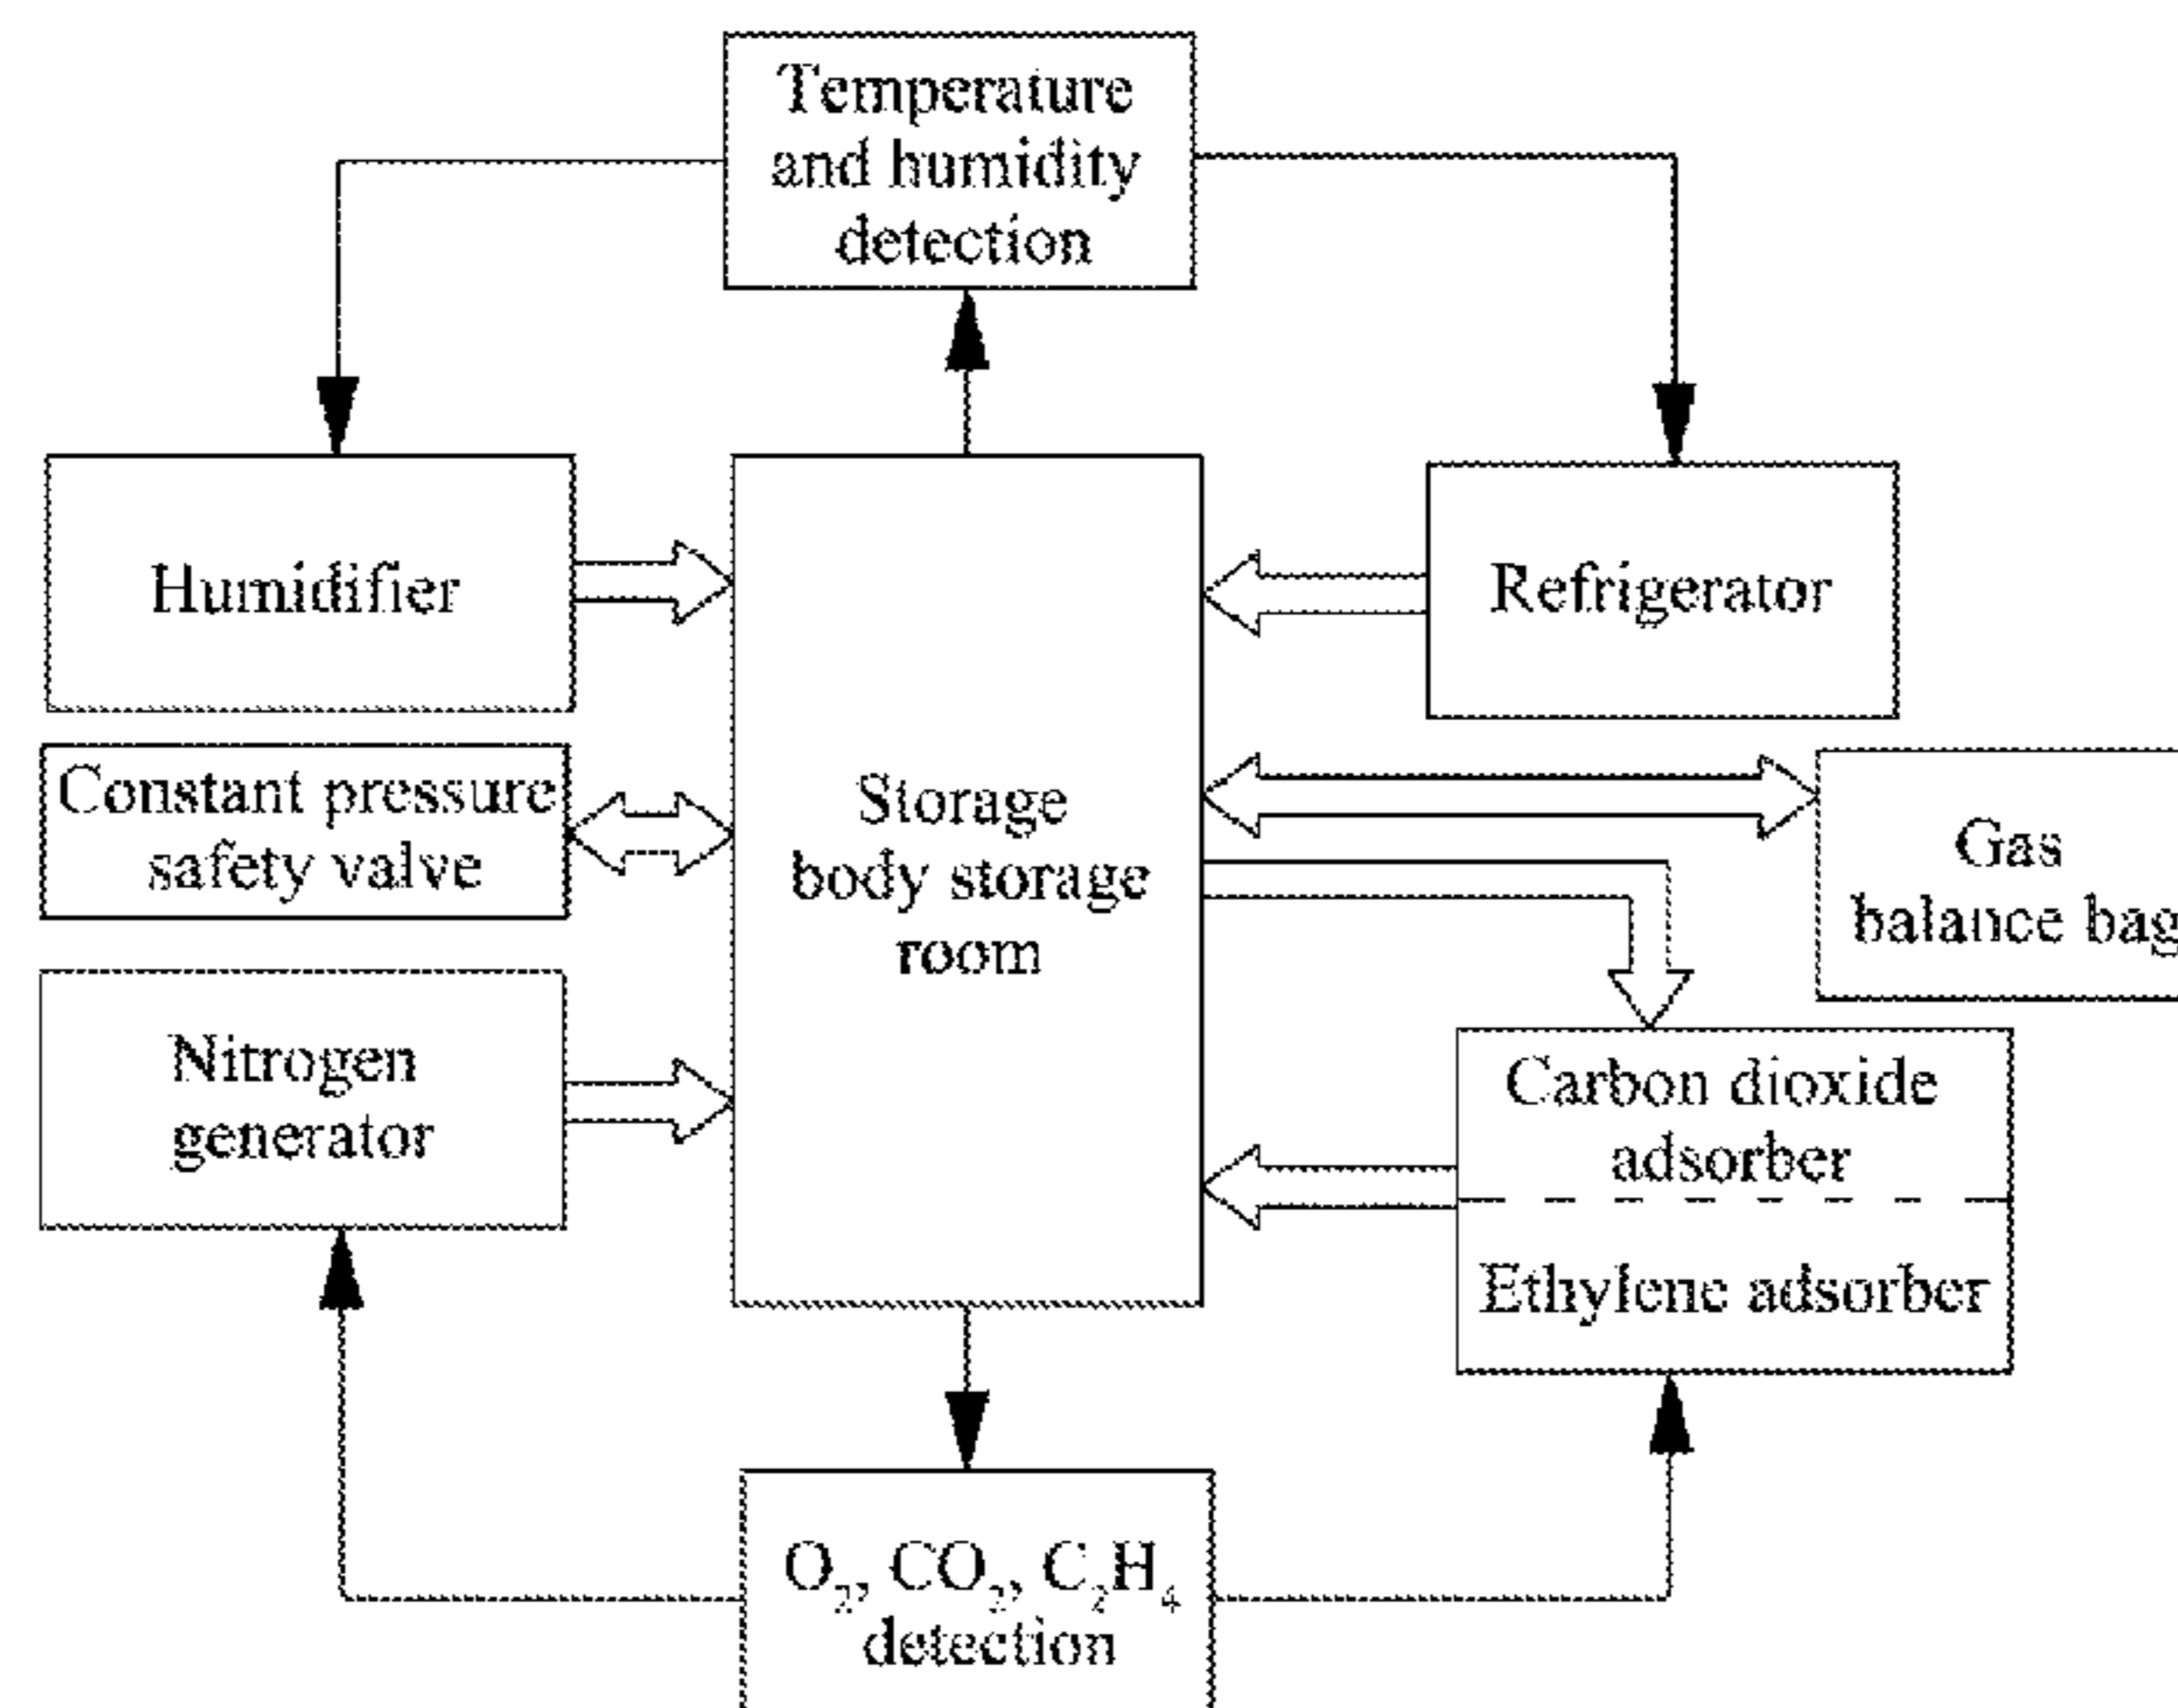 Temperature
and humidity
detection
Humidifier
Refrigerator
Constant pressure
safety valve
Storage
body storage
room
Gas
balance bag
Nitrogen
generator
Carbon dioxide
adsorber
Ethylene adsorber
O₂, CO₂, C₂H₄
detection